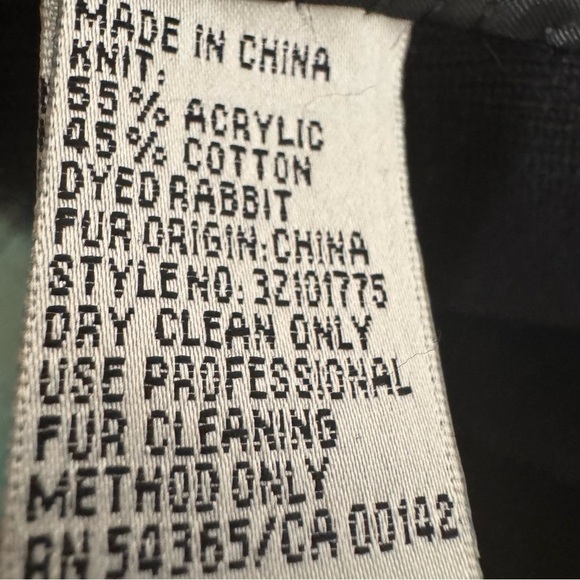 MADE IN CHINA
KNIT.
55% ACRYLIC
45% COTTON
DYED RABBIT
FUR ORIGIN: CHINA
STYLE NO: 32101775
DRY CLEAN ONLY
USE PROFESSIONAL
FUR CLEANING
METHOD ONLY
RN 54365/CA 00142